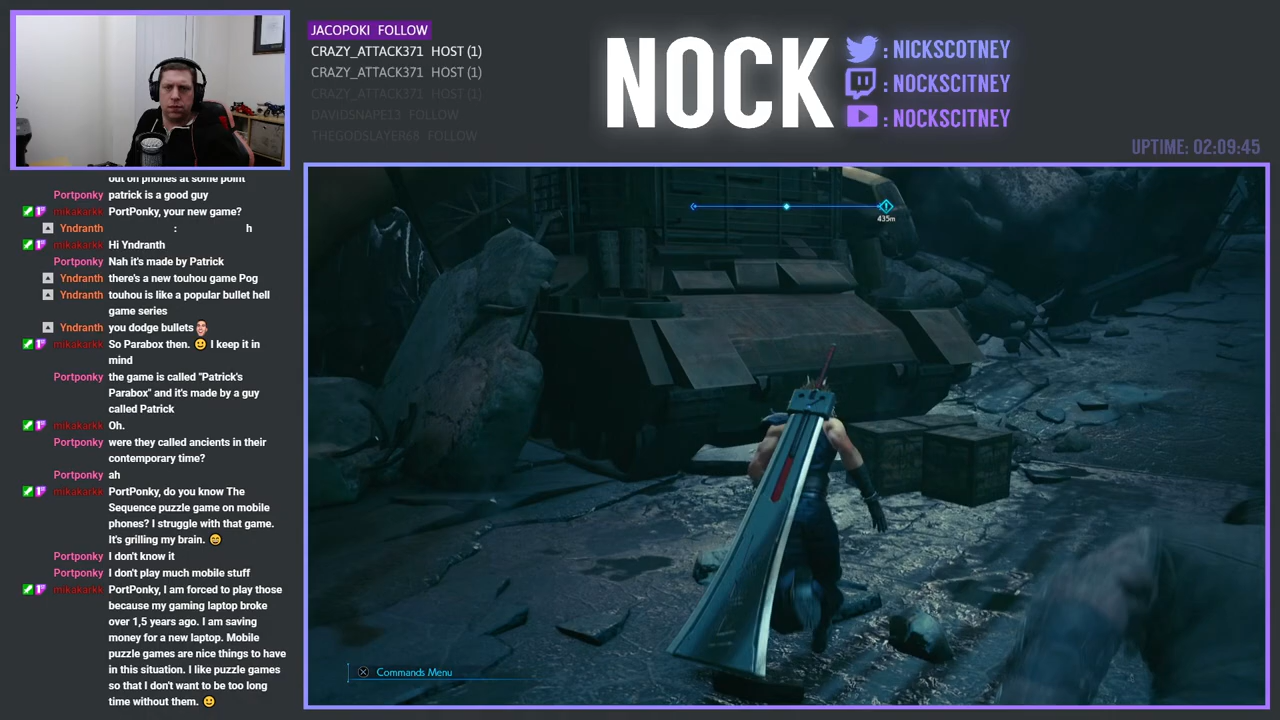 JACOPOKI FOLLOW
CRAZY_ATTACK371 HOST (1)
CRAZY_ATTACK371 HOST (1)
CRAZY_ATTACK371 HOST (1)
DAVIDSNAPE13 FOLLOW
THEGODSLAYER68 FOLLOW
NOCK
: NICKSCOTNEY
: NOCKSCITNEY
: NOCKSCITNEY
UPTIME: 02:09:45
out on phones at some point
Portponky patrick is a good guy
mikakarkk PortPonky, your new game?
Yndranth : h
mikakarkk Hi Yndranth
Portponky Nah it's made by Patrick
Yndranth there's a new touhou game Pog
Yndranth touhou is like a popular bullet hell
game series
Yndranth you dodge bullets
mikakarkk So Parabox then. 😉 I keep it in
mind
Portponky the game is called "Patrick's
Parabox" and it's made by a guy
called Patrick
mikakarkk Oh.
Portponky were they called ancients in their
contemporary time?
Portponky ah
mikakarkk PortPonky, do you know The
Sequence puzzle game on mobile
phones? I struggle with that game.
It's grilling my brain. 😄
Portponky I don't know it
Portponky I don't play much mobile stuff
mikakarkk PortPonky, I am forced to play those
because my gaming laptop broke
over 1,5 years ago. I am saving
money for a new laptop. Mobile
puzzle games are nice things to have
in this situation. I like puzzle games
so that I don't want to be too long
time without them. 😃
435m
Commands Menu